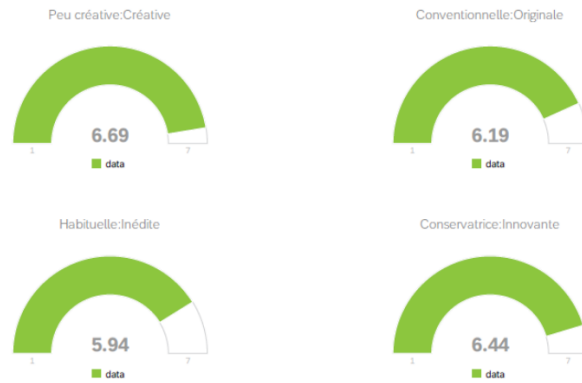 Peu créative:Créative
6.69
1
7
data
Conventionnelle:Originale
6.19
1
7
data
Habituelle:Inédite
5.94
1
7
data
Conservatrice:Innovante
6.44
1
7
data